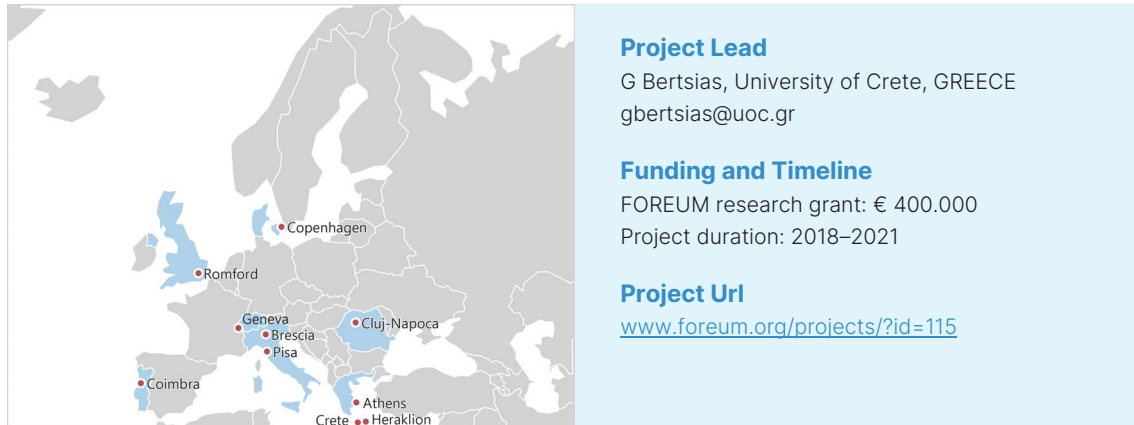 Copenhagen
Romford
Geneva
Cluj-Napoca
Brescia
Pisa
Coimbra
Athens
Crete Heraklion
Project Lead
G Bertsias, University of Crete, GREECE
gbertsias@uoc.gr
Funding and Timeline
FOREUM research grant: € 400.000
Project duration: 2018–2021
Project Url
www.foreum.org/projects/?id=115